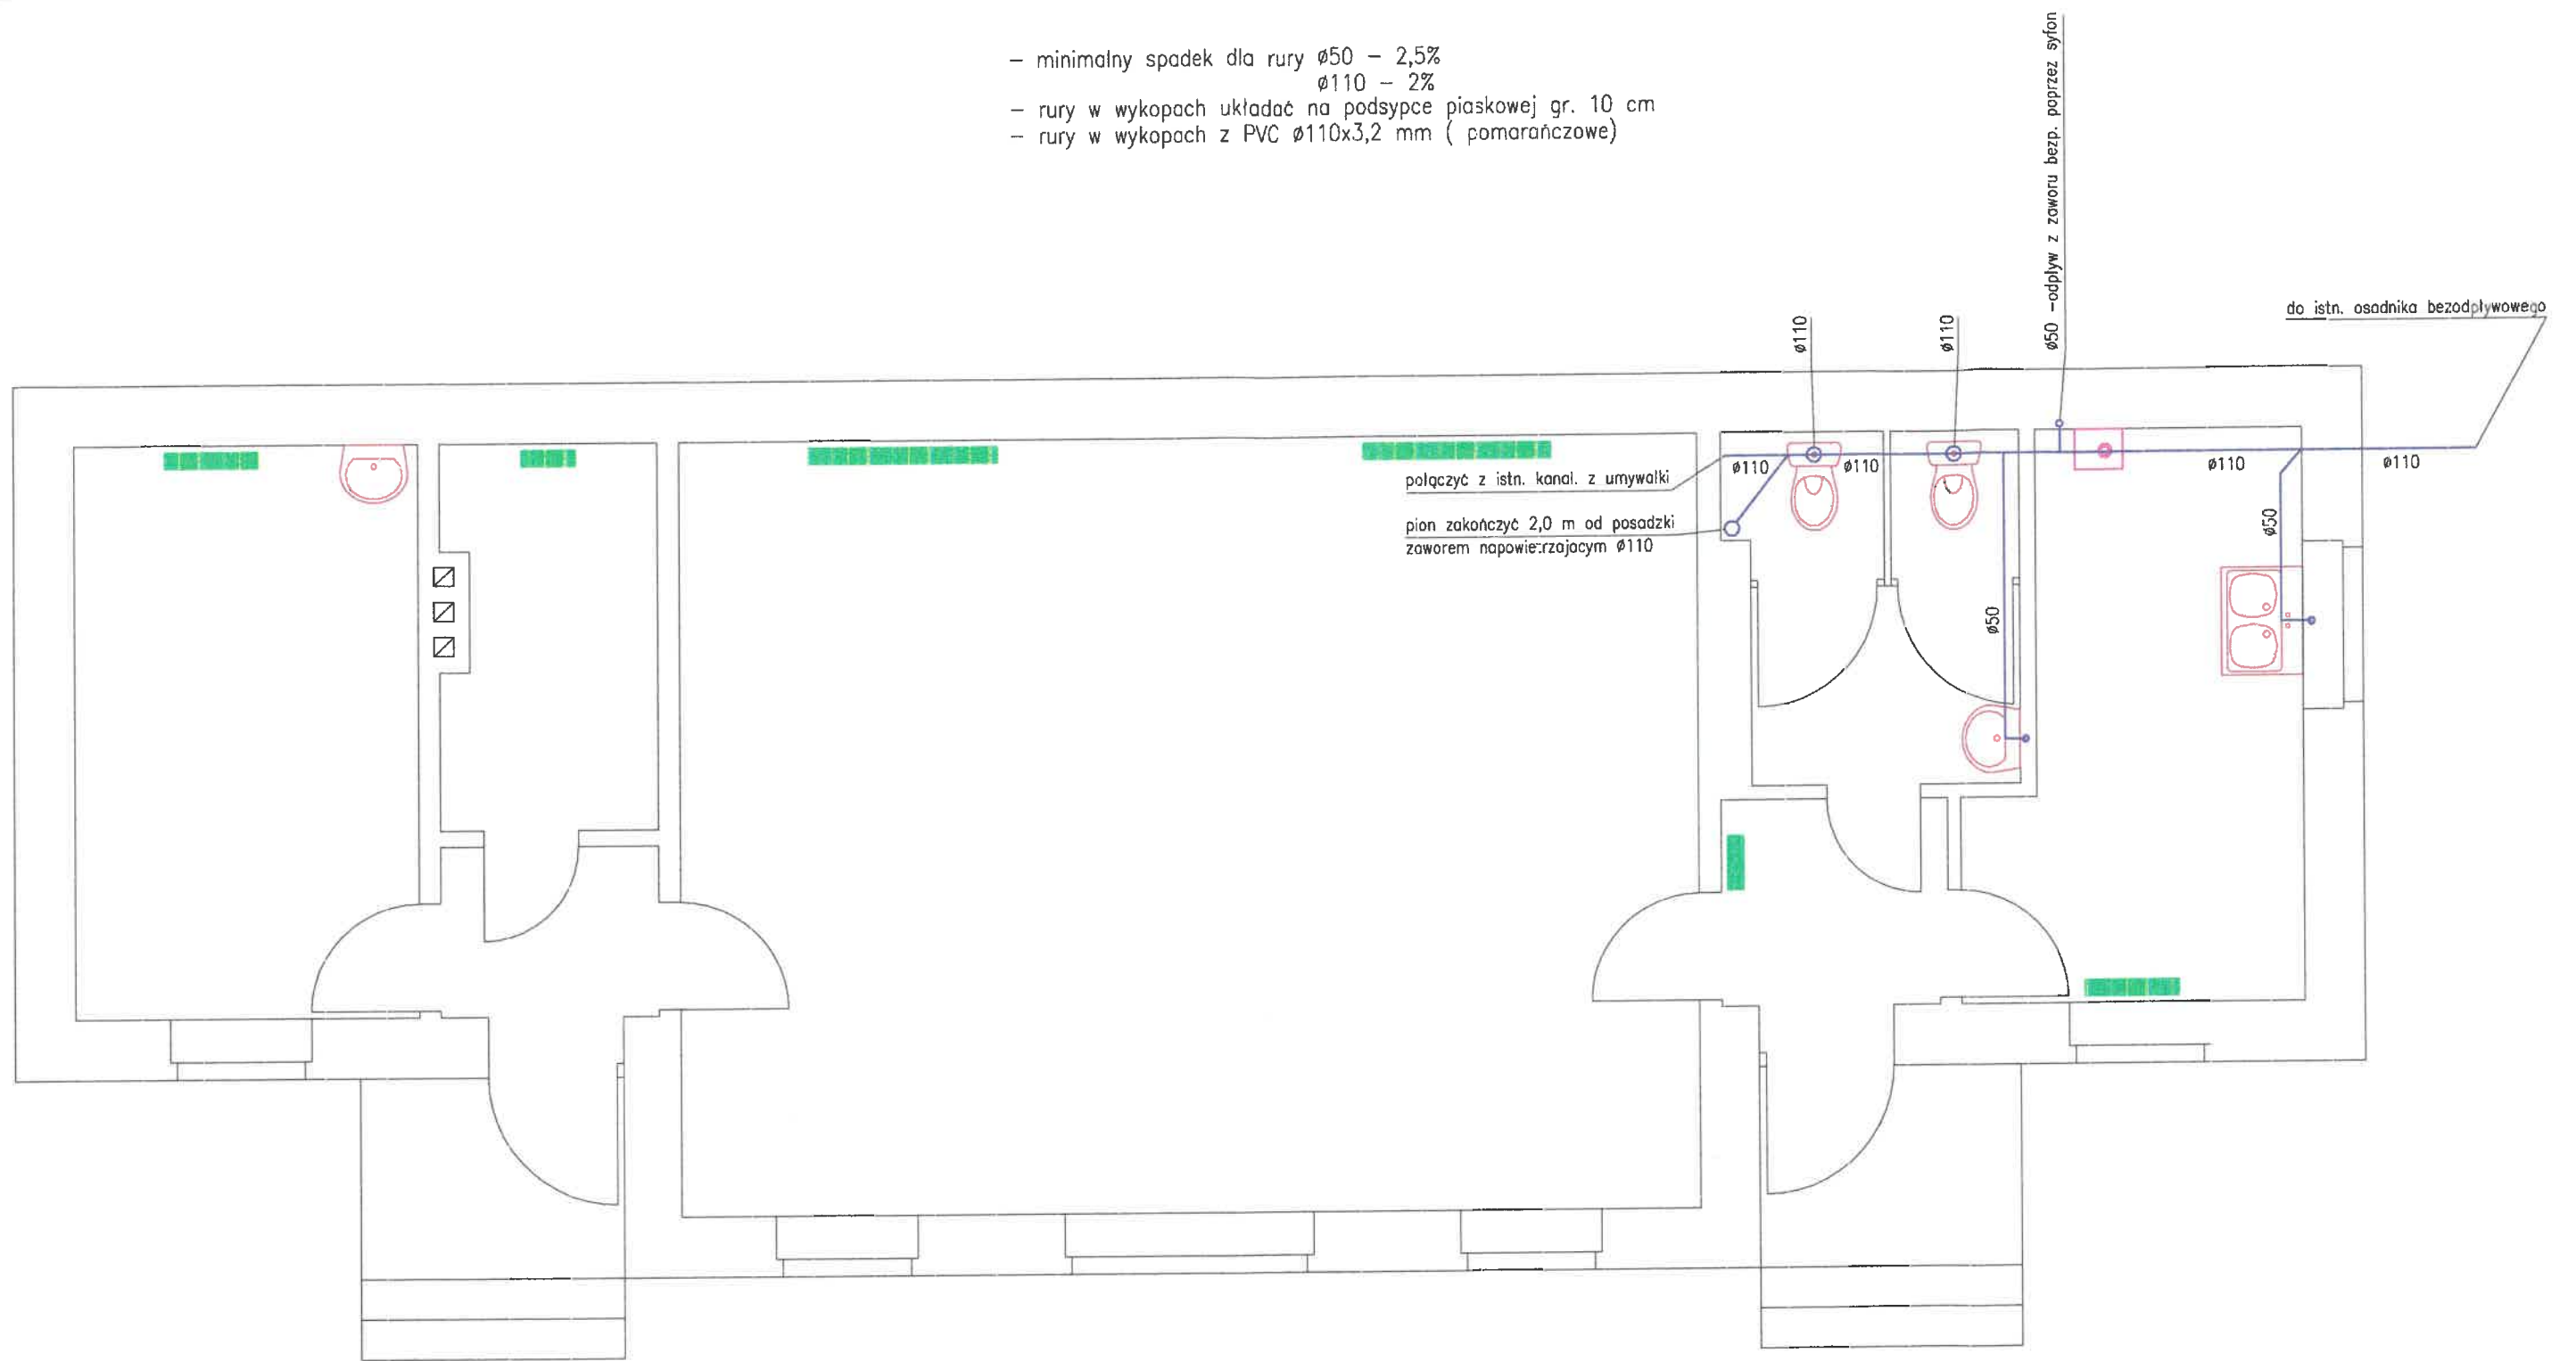 – minimalny spadek dla rury ø50 – 2,5%
ø110 – 2%
– rury w wykopach układać na podsypce piaskowej gr. 10 cm
– rury w wykopach z PVC ø110x3,2 mm ( pomarańczowe)
ø50 -odpływ z zaworu bezp. poprzez syfon
do istn. osadnika bezodpływowego
ø110
ø110
ø110
ø110
ø110
ø110
połączyć z istn. kanal. z umywalki
pion zakończyć 2,0 m od posadzki
zaworem napowietrzającym ø110
ø50
ø50